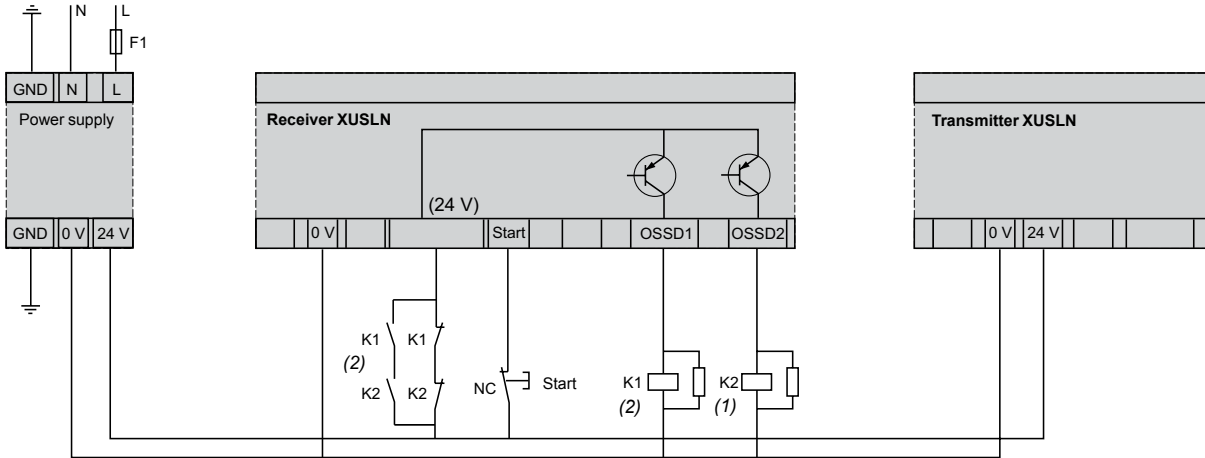 N L
F1
GND N L
Power supply
Receiver XUSLN
Transmitter XUSLN
(24 V)
GND 0 V 24 V
0 V Start OSSD1 OSSD2
0 V 24 V
K1 K1
(2)
K2 K2
NC Start
K1 K2
(2) (1)